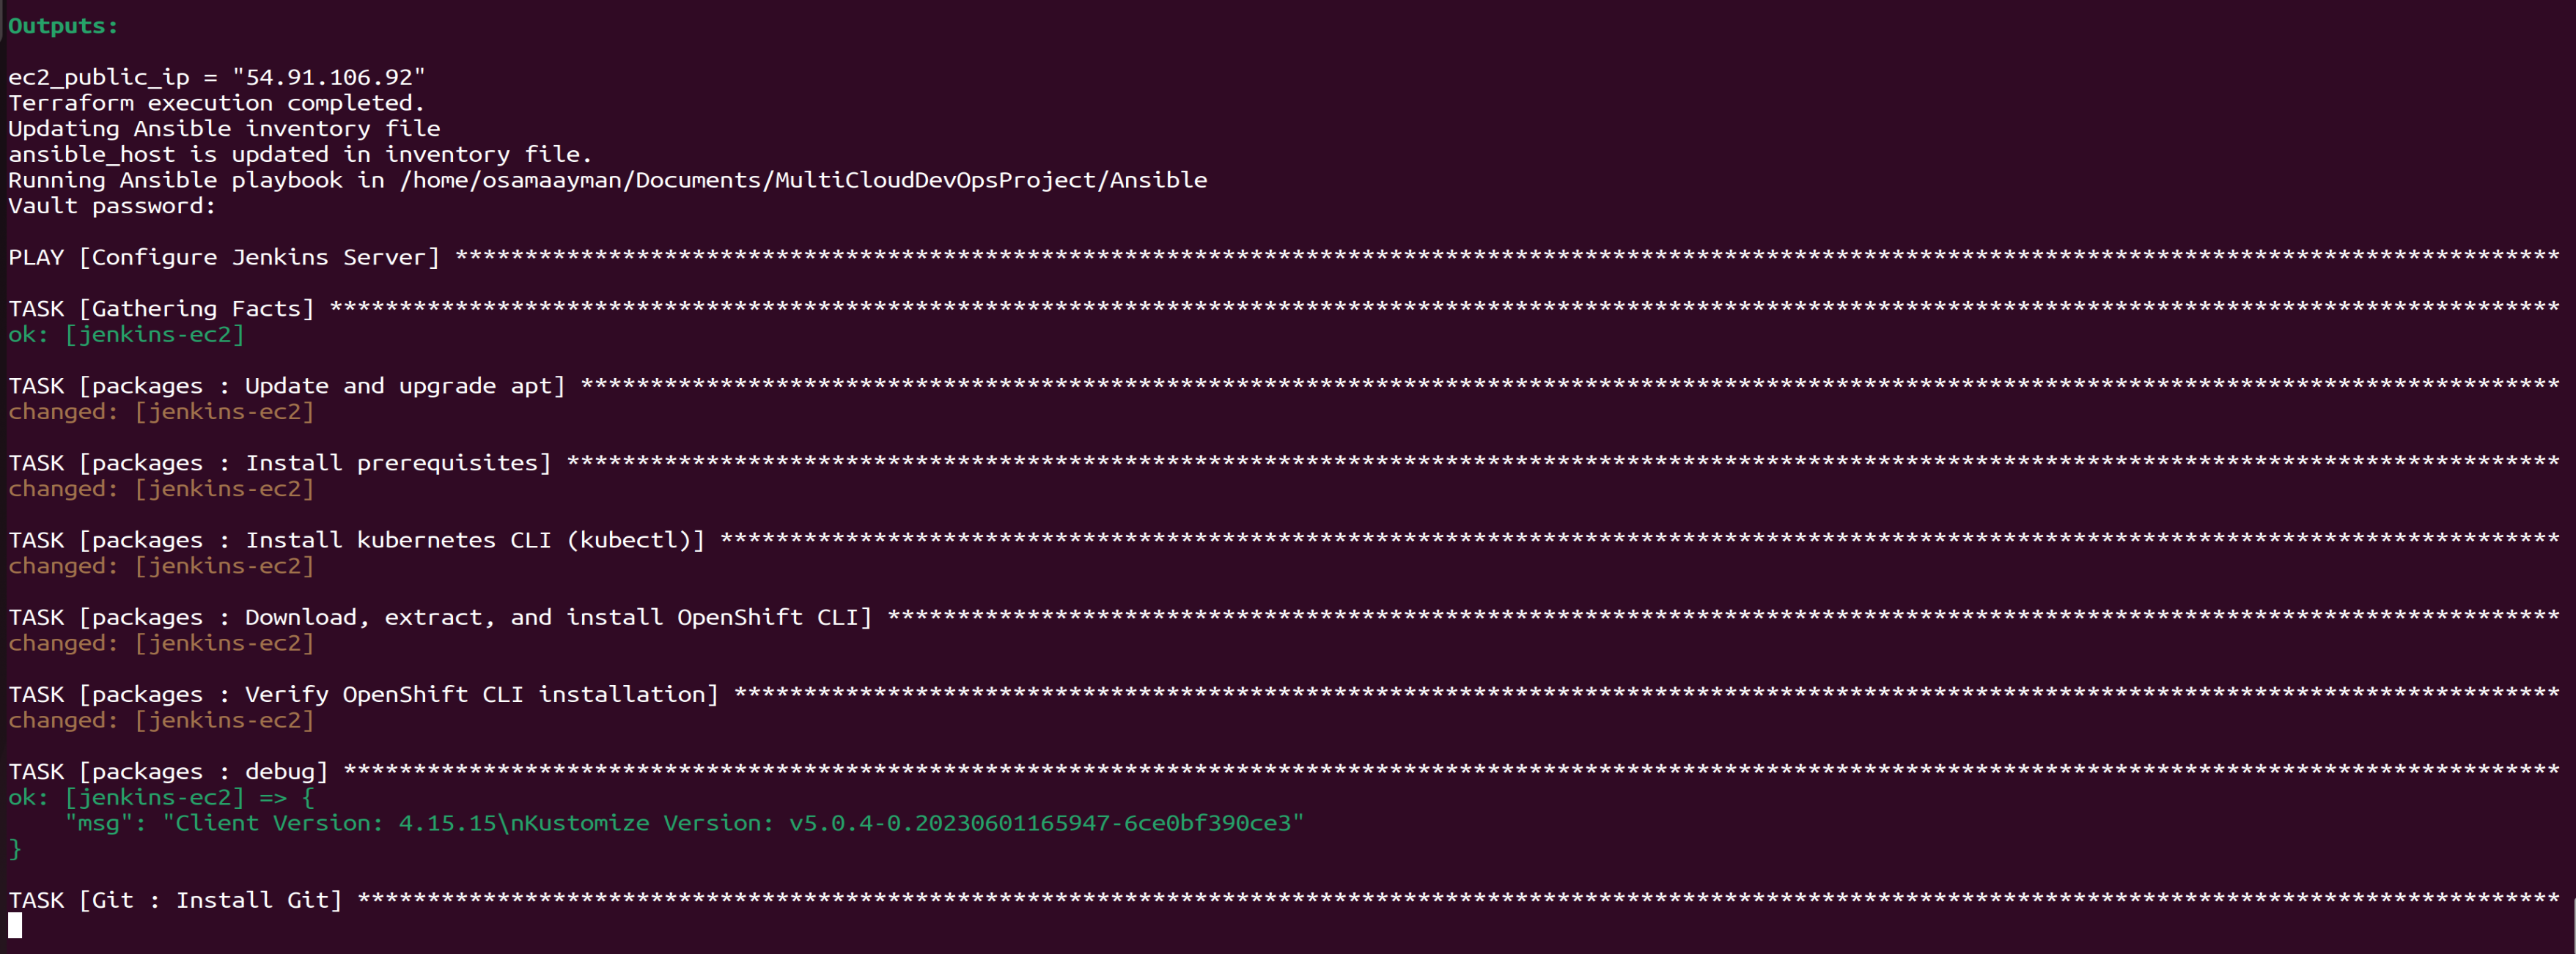 Outputs:
ec2_public_ip = "54.91.106.92"
Terraform execution completed.
Updating Ansible inventory file
ansible_host is updated in inventory file.
Running Ansible playbook in /home/osamaayman/Documents/MultiCloudDevOpsProject/Ansible
Vault password:
PLAY [Configure Jenkins Server] ******************************************************************************************************************************************************
TASK [Gathering Facts] ***************************************************************************************************************************************************************
ok: [jenkins-ec2]
TASK [packages : Update and upgrade apt] *********************************************************************************************************************************************
changed: [jenkins-ec2]
TASK [packages : Install prerequisites] **********************************************************************************************************************************************
changed: [jenkins-ec2]
TASK [packages : Install kubernetes CLI (kubectl)] ***********************************************************************************************************************************
changed: [jenkins-ec2]
TASK [packages : Download, extract, and install OpenShift CLI] ***********************************************************************************************************************
changed: [jenkins-ec2]
TASK [packages : Verify OpenShift CLI installation] **********************************************************************************************************************************
changed: [jenkins-ec2]
TASK [packages : debug] **************************************************************************************************************************************************************
ok: [jenkins-ec2] => {
    "msg": "Client Version: 4.15.15\nKustomize Version: v5.0.4-0.20230601165947-6ce0bf390ce3"
}
TASK [Git : Install Git] *************************************************************************************************************************************************************